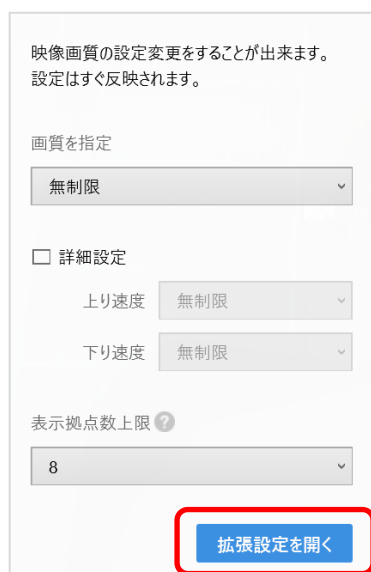 映像画質の設定変更をすることが出来ます。
設定はすぐ反映されます。
画質を指定
無制限
詳細設定
上り速度 無制限
下り速度 無制限
表示拠点数上限 ?
8
拡張設定を開く